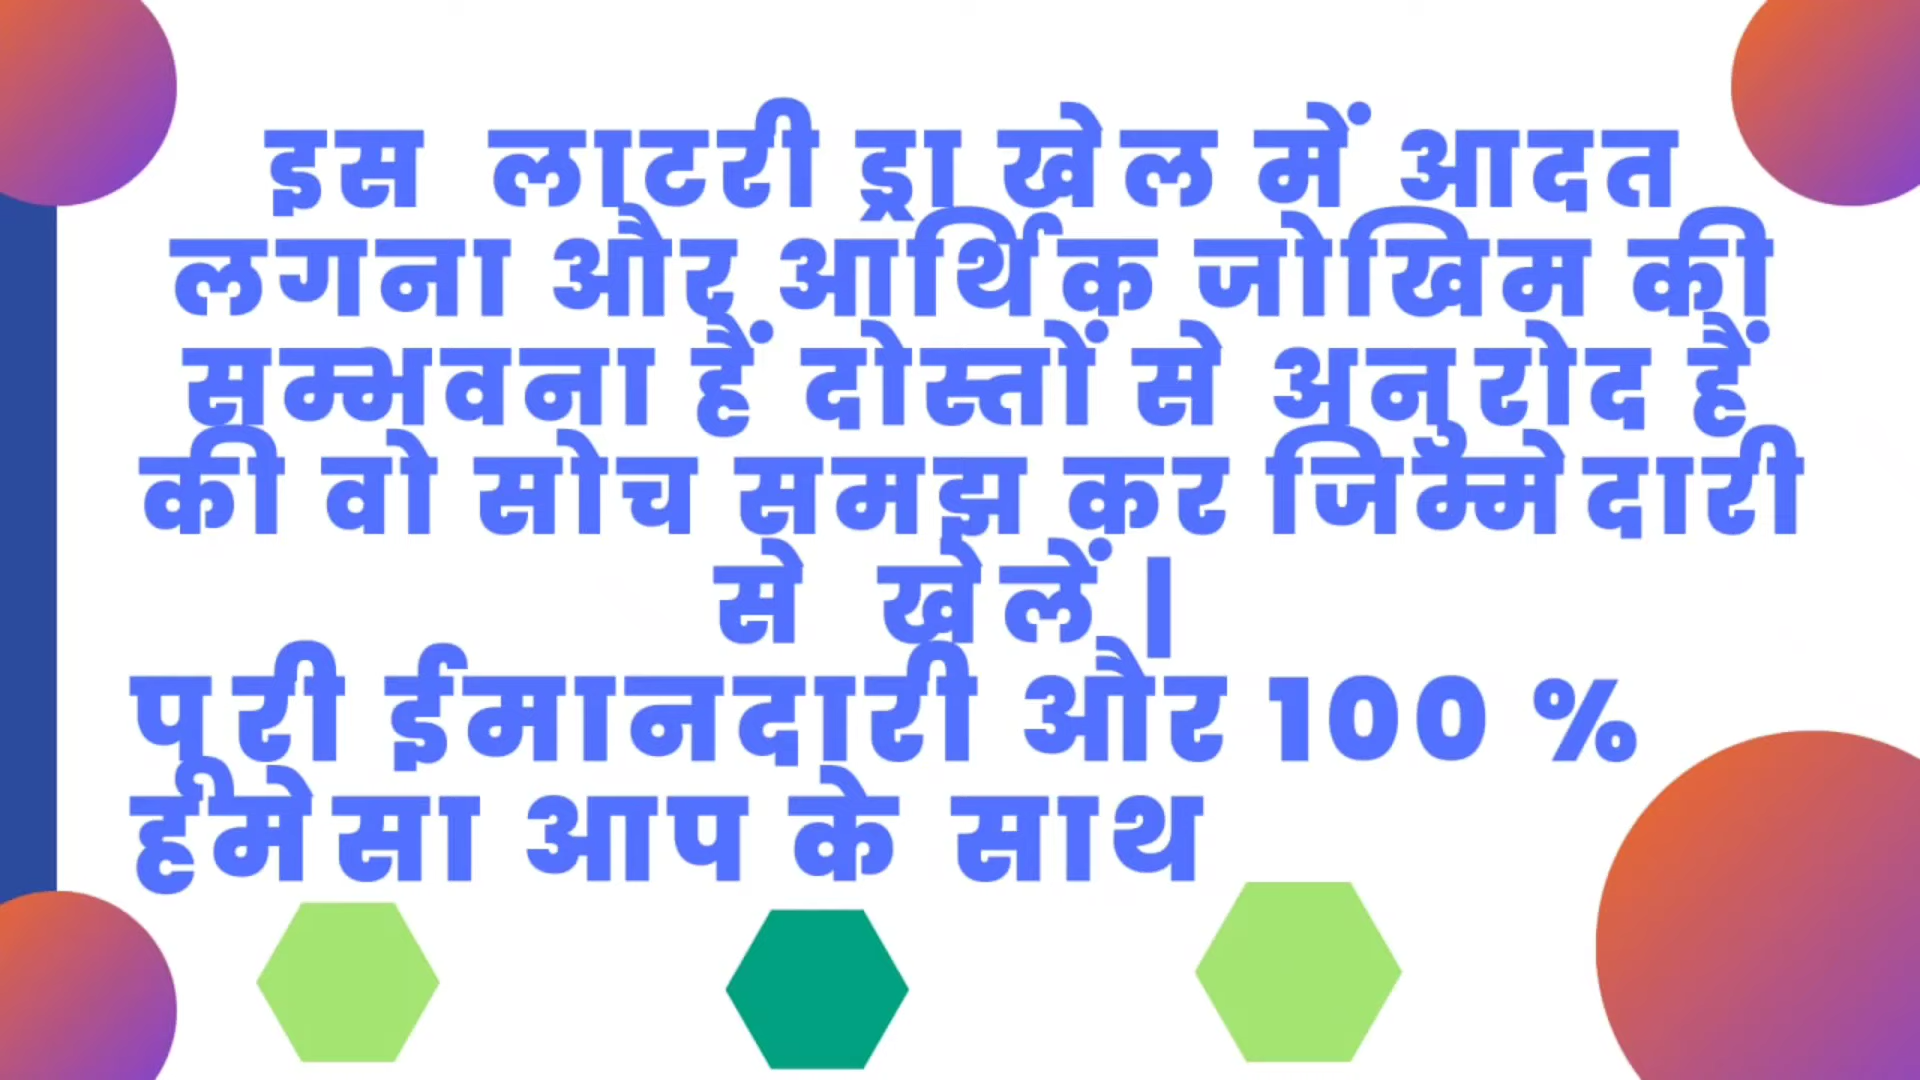 इस लाटरी ड्रा खेल में आदत
लगना और आर्थिक जोखिम की
सम्भवना हैं दोस्तों से अनुरोद हैं
की वो सोच समझ कर जिम्मेदारी
से खेलें |
पूरी ईमानदारी और 100 %
हमेसा आप के साथ